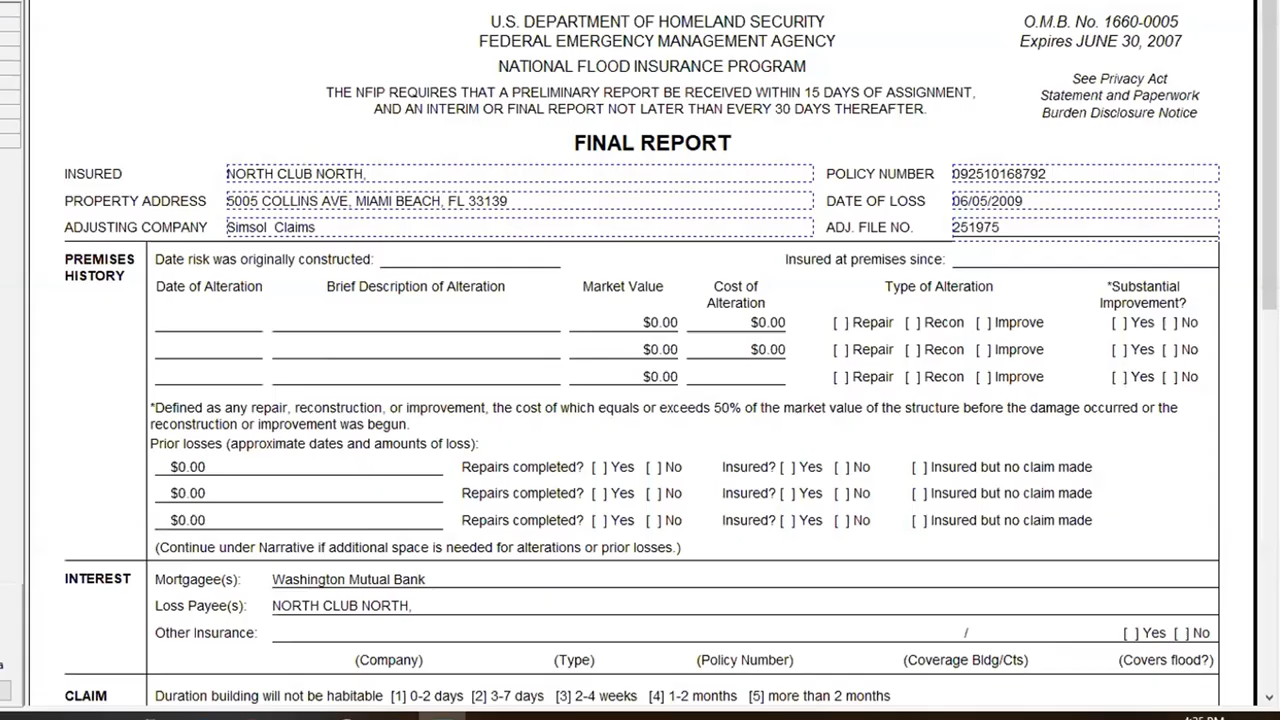 U.S. DEPARTMENT OF HOMELAND SECURITY O.M.B. No. 1660-0005
FEDERAL EMERGENCY MANAGEMENT AGENCY Expires JUNE 30, 2007
NATIONAL FLOOD INSURANCE PROGRAM
See Privacy Act
THE NFIP REQUIRES THAT A PRELIMINARY REPORT BE RECEIVED WITHIN 15 DAYS OF ASSIGNMENT, Statement and Paperwork
AND AN INTERIM OR FINAL REPORT NOT LATER THAN EVERY 30 DAYS THEREAFTER. Burden Disclosure Notice
FINAL REPORT
INSURED NORTH CLUB NORTH, POLICY NUMBER 092510168792
PROPERTY ADDRESS 5005 COLLINS AVE, MIAMI BEACH, FL 33139 DATE OF LOSS 06/05/2009
ADJUSTING COMPANY Simsol Claims ADJ. FILE NO. 251975
PREMISES HISTORY Date risk was originally constructed: Insured at premises since:
Date of Alteration Brief Description of Alteration Market Value Cost of Alteration Type of Alteration *Substantial Improvement?
$0.00 $0.00 [ ] Repair [ ] Recon [ ] Improve [ ] Yes [ ] No
$0.00 $0.00 [ ] Repair [ ] Recon [ ] Improve [ ] Yes [ ] No
$0.00 [ ] Repair [ ] Recon [ ] Improve [ ] Yes [ ] No
*Defined as any repair, reconstruction, or improvement, the cost of which equals or exceeds 50% of the market value of the structure before the damage occurred or the
reconstruction or improvement was begun.
Prior losses (approximate dates and amounts of loss):
$0.00 Repairs completed? [ ] Yes [ ] No Insured? [ ] Yes [ ] No [ ] Insured but no claim made
$0.00 Repairs completed? [ ] Yes [ ] No Insured? [ ] Yes [ ] No [ ] Insured but no claim made
$0.00 Repairs completed? [ ] Yes [ ] No Insured? [ ] Yes [ ] No [ ] Insured but no claim made
(Continue under Narrative if additional space is needed for alterations or prior losses.)
INTEREST Mortgagee(s): Washington Mutual Bank
Loss Payee(s): NORTH CLUB NORTH,
Other Insurance: / [ ] Yes [ ] No
(Company) (Type) (Policy Number) (Coverage Bldg/Cts) (Covers flood?)
CLAIM Duration building will not be habitable [1] 0-2 days [2] 3-7 days [3] 2-4 weeks [4] 1-2 months [5] more than 2 months